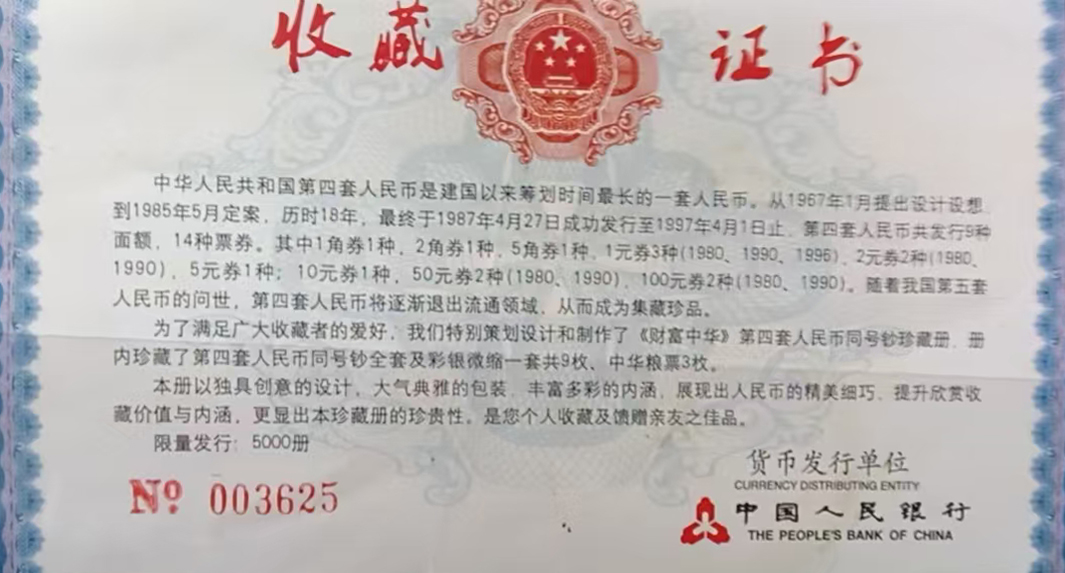 收藏 证书
中华人民共和国第四套人民币是建国以来筹划时间最长的一套人民币。从1967年1月提出设计设想,
到1985年5月定案，历时18年，最终于1987年4月27日成功发行至1997年4月1日止，第四套人民币共发行9种
面额，14种票券。其中1角券1种，2角券1种，5角券1种，1元券3种(1980、1990、1996)，2元券2种(1980、
1990)，5元券1种；10元券1种，50元券2种(1980、1990)，100元券2种(1980、1990)。随着我国第五套
人民币的问世，第四套人民币将逐渐退出流通领域，从而成为集藏珍品。
为了满足广大收藏者的爱好，我们特别策划设计和制作了《财富中华》第四套人民币同号钞珍藏册，册
内珍藏了第四套人民币同号钞全套及彩银微缩一套共9枚、中华粮票3枚。
本册以独具创意的设计，大气典雅的包装，丰富多彩的内涵，展现出人民币的精美细巧，提升欣赏收
藏价值与内涵，更显出本珍藏册的珍贵性。是您个人收藏及馈赠亲友之佳品。
限量发行：5000册
№ 003625
货币发行单位
CURRENCY DISTRIBUTING ENTITY
中国人民银行
THE PEOPLE'S BANK OF CHINA